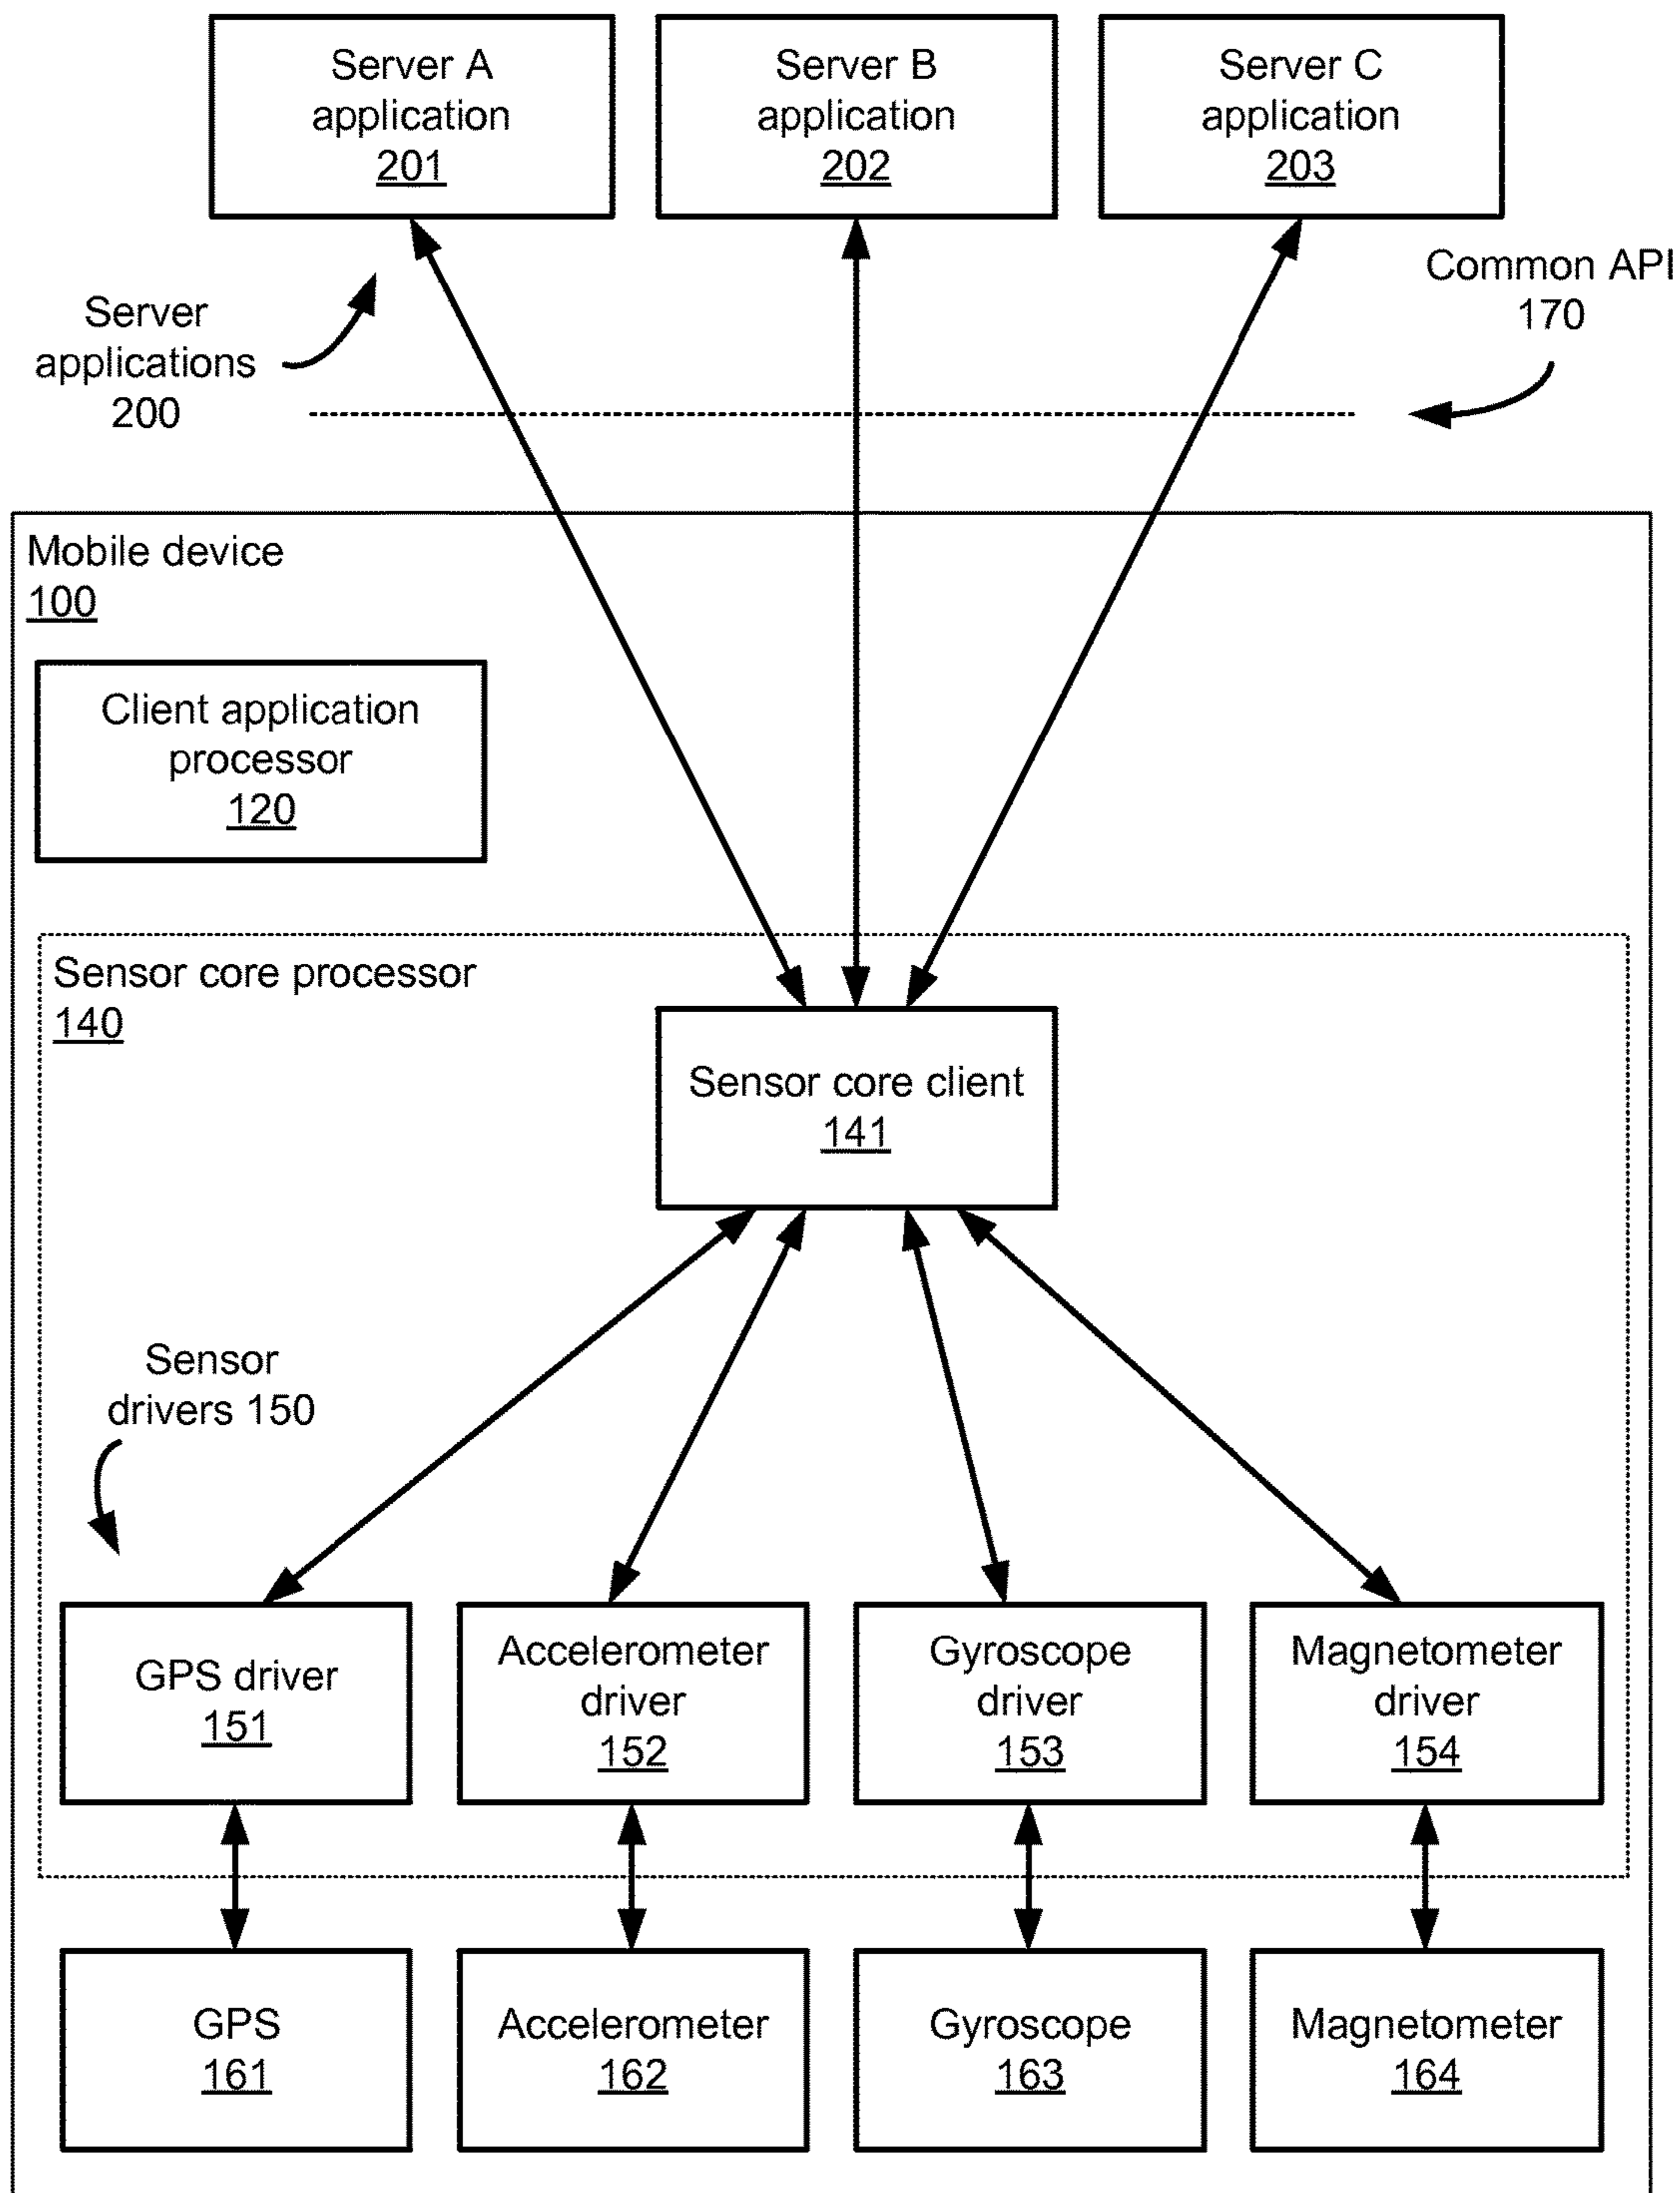 Server A
application
201
Server B
application
202
Server C
application
203
Server
applications
200
Common API
170
Mobile device
100
Client application
processor
120
Sensor core processor
140
Sensor core client
141
Sensor
drivers 150
GPS driver
151
Accelerometer
driver
152
Gyroscope
driver
153
Magnetometer
driver
154
GPS
161
Accelerometer
162
Gyroscope
163
Magnetometer
164